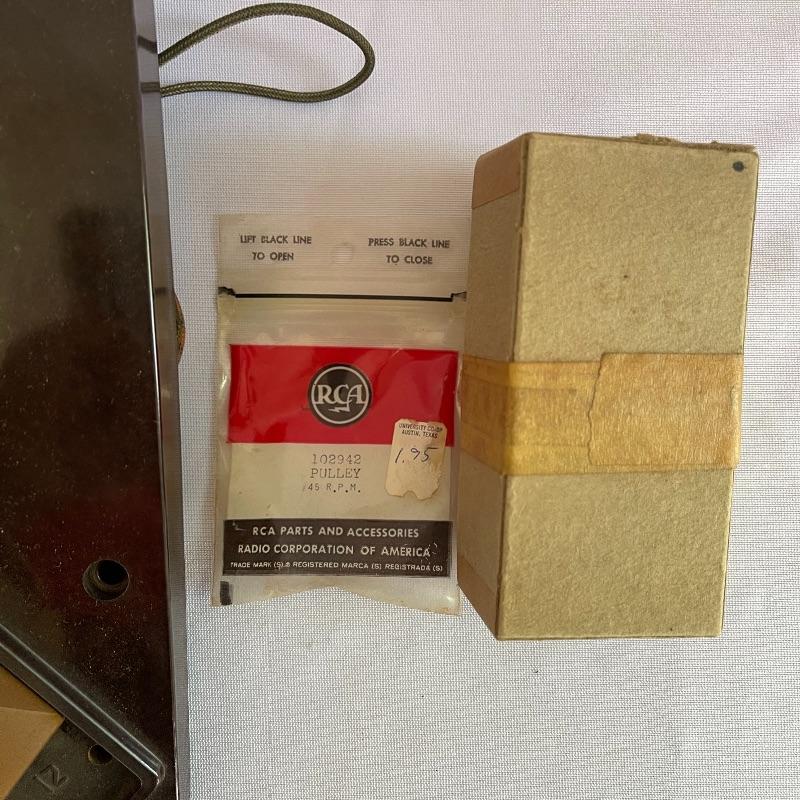 LIFT BLACK LINE
TO OPEN
PRESS BLACK LINE
TO CLOSE
RCA
UNIVERSITY CO-OP
AUSTIN, TEXAS
1.95
102942
PULLEY
45 R.P.M.
RCA PARTS AND ACCESSORIES
RADIO CORPORATION OF AMERICA
TRADE MARK (S) ® REGISTERED MARCA (S) REGISTRADA (S)
N